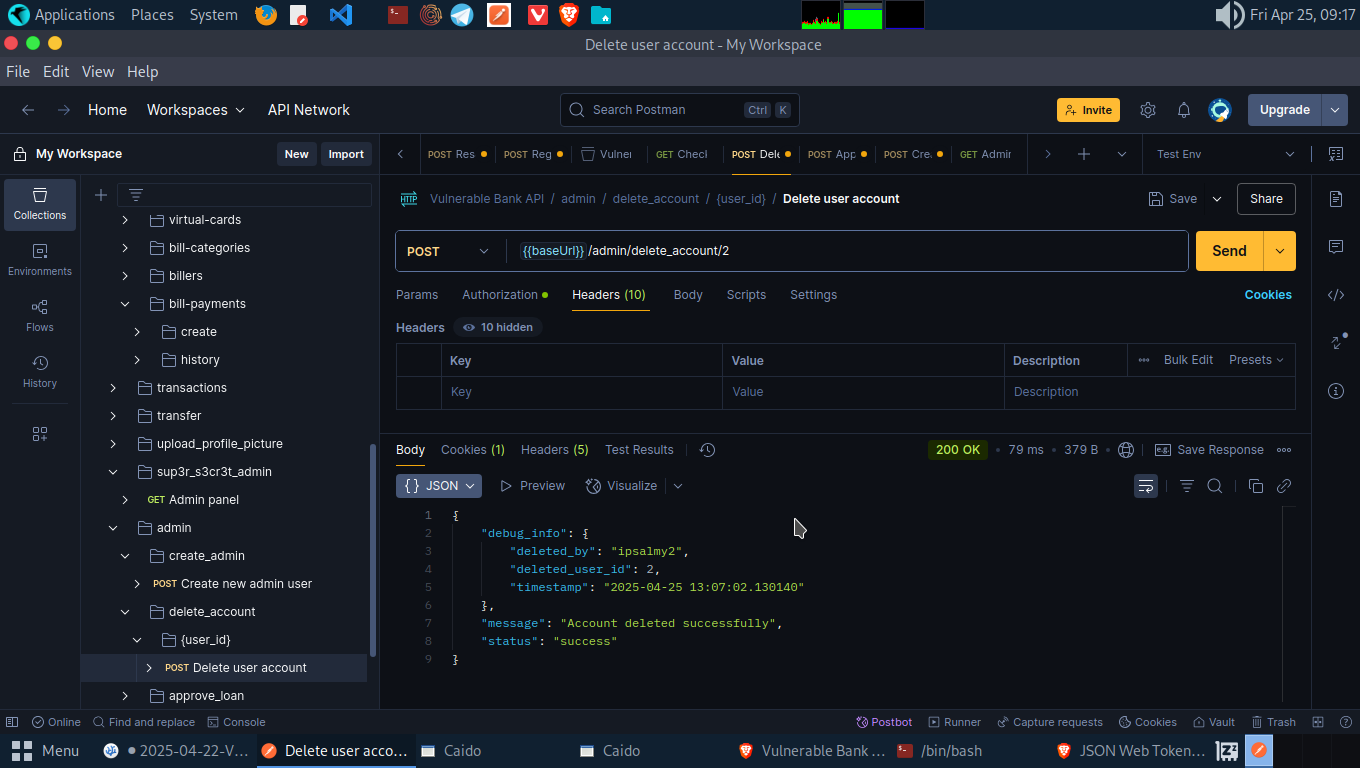 Applications Places System Fri Apr 25, 09:17
Delete user account - My Workspace
File Edit View Help
Home Workspaces API Network Search Postman Ctrl K Invite Upgrade
My Workspace New Import POST Res POST Reg Vulner GET Checl POST Dele POST App POST Cre GET Admir Test Env
Collections
Environments
Flows
History
virtual-cards
bill-categories
billers
bill-payments
create
history
transactions
transfer
upload_profile_picture
sup3r_s3cr3t_admin
GET Admin panel
admin
create_admin
POST Create new admin user
delete_account
{user_id}
POST Delete user account
approve_loan
HTTP Vulnerable Bank API / admin / delete_account / {user_id} / Delete user account Save Share
POST {{baseUrl}} /admin/delete_account/2 Send
Params Authorization Headers (10) Body Scripts Settings Cookies
Headers 10 hidden
Key Value Description Bulk Edit Presets
Key Value Description
Body Cookies (1) Headers (5) Test Results 200 OK 79 ms 379 B e.g. Save Response
{} JSON Preview Visualize
1 {
2 "debug_info": {
3 "deleted_by": "ipsalmy2",
4 "deleted_user_id": 2,
5 "timestamp": "2025-04-25 13:07:02.130140"
6 },
7 "message": "Account deleted successfully",
8 "status": "success"
9 }
Online Find and replace Console Postbot Runner Capture requests Cookies Vault Trash
Menu 2025-04-22-V... Delete user acco... Caido Caido Vulnerable Bank ... /bin/bash JSON Web Token...